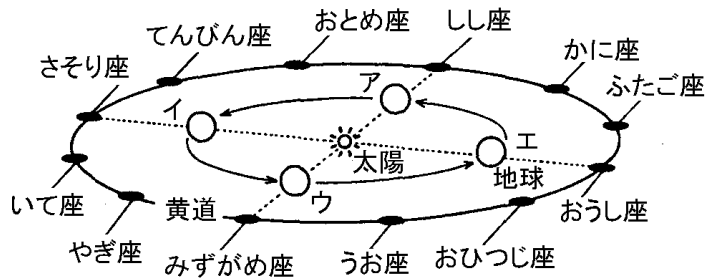 おとめ座
しし座
てんびん座
かに座
さそり座
ふたご座
ア
イ
エ
太陽
地球
ウ
いて座
黄道
おうし座
やぎ座
みずがめ座
うお座
おひつじ座